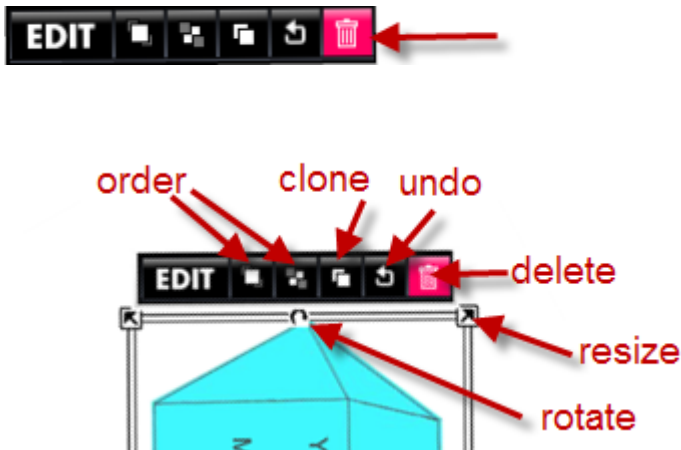 EDIT
order clone undo
EDIT
delete
resize
rotate
Y
M